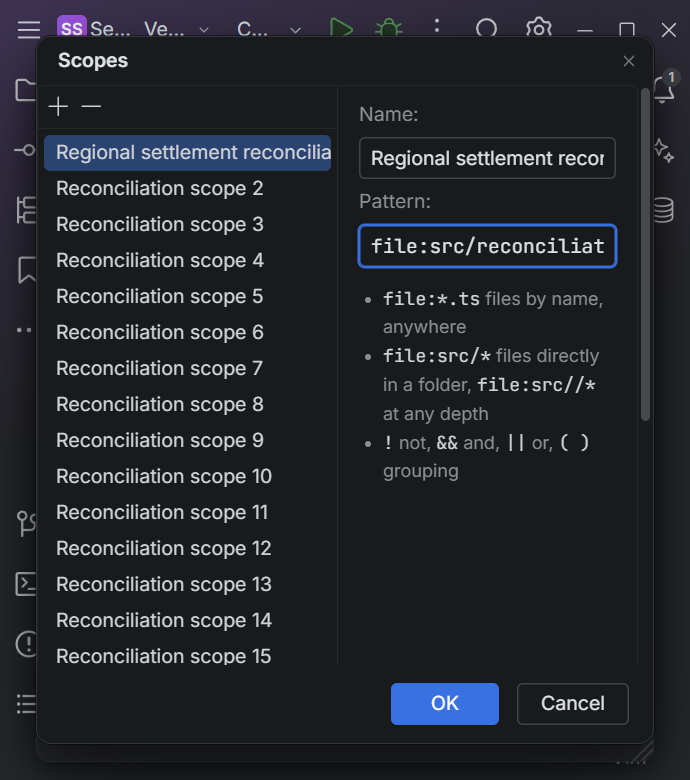 SS Se... Ve... C...
Scopes
1
Name:
Regional settlement reconcilia
Regional settlement recor
Reconciliation scope 2
Pattern:
Reconciliation scope 3
file:src/reconciliat
Reconciliation scope 4
Reconciliation scope 5
• file:*.ts files by name,
anywhere
Reconciliation scope 6
• file:src/* files directly
Reconciliation scope 7
in a folder, file:src//*
Reconciliation scope 8
at any depth
Reconciliation scope 9
• ! not, && and, || or, ( )
grouping
Reconciliation scope 10
Reconciliation scope 11
Reconciliation scope 12
Reconciliation scope 13
Reconciliation scope 14
Reconciliation scope 15
OK Cancel